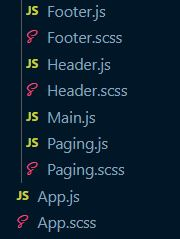 JS Footer.js
Footer.scss
JS Header.js
Header.scss
JS Main.js
JS Paging.js
Paging.scss
JS App.js
App.scss